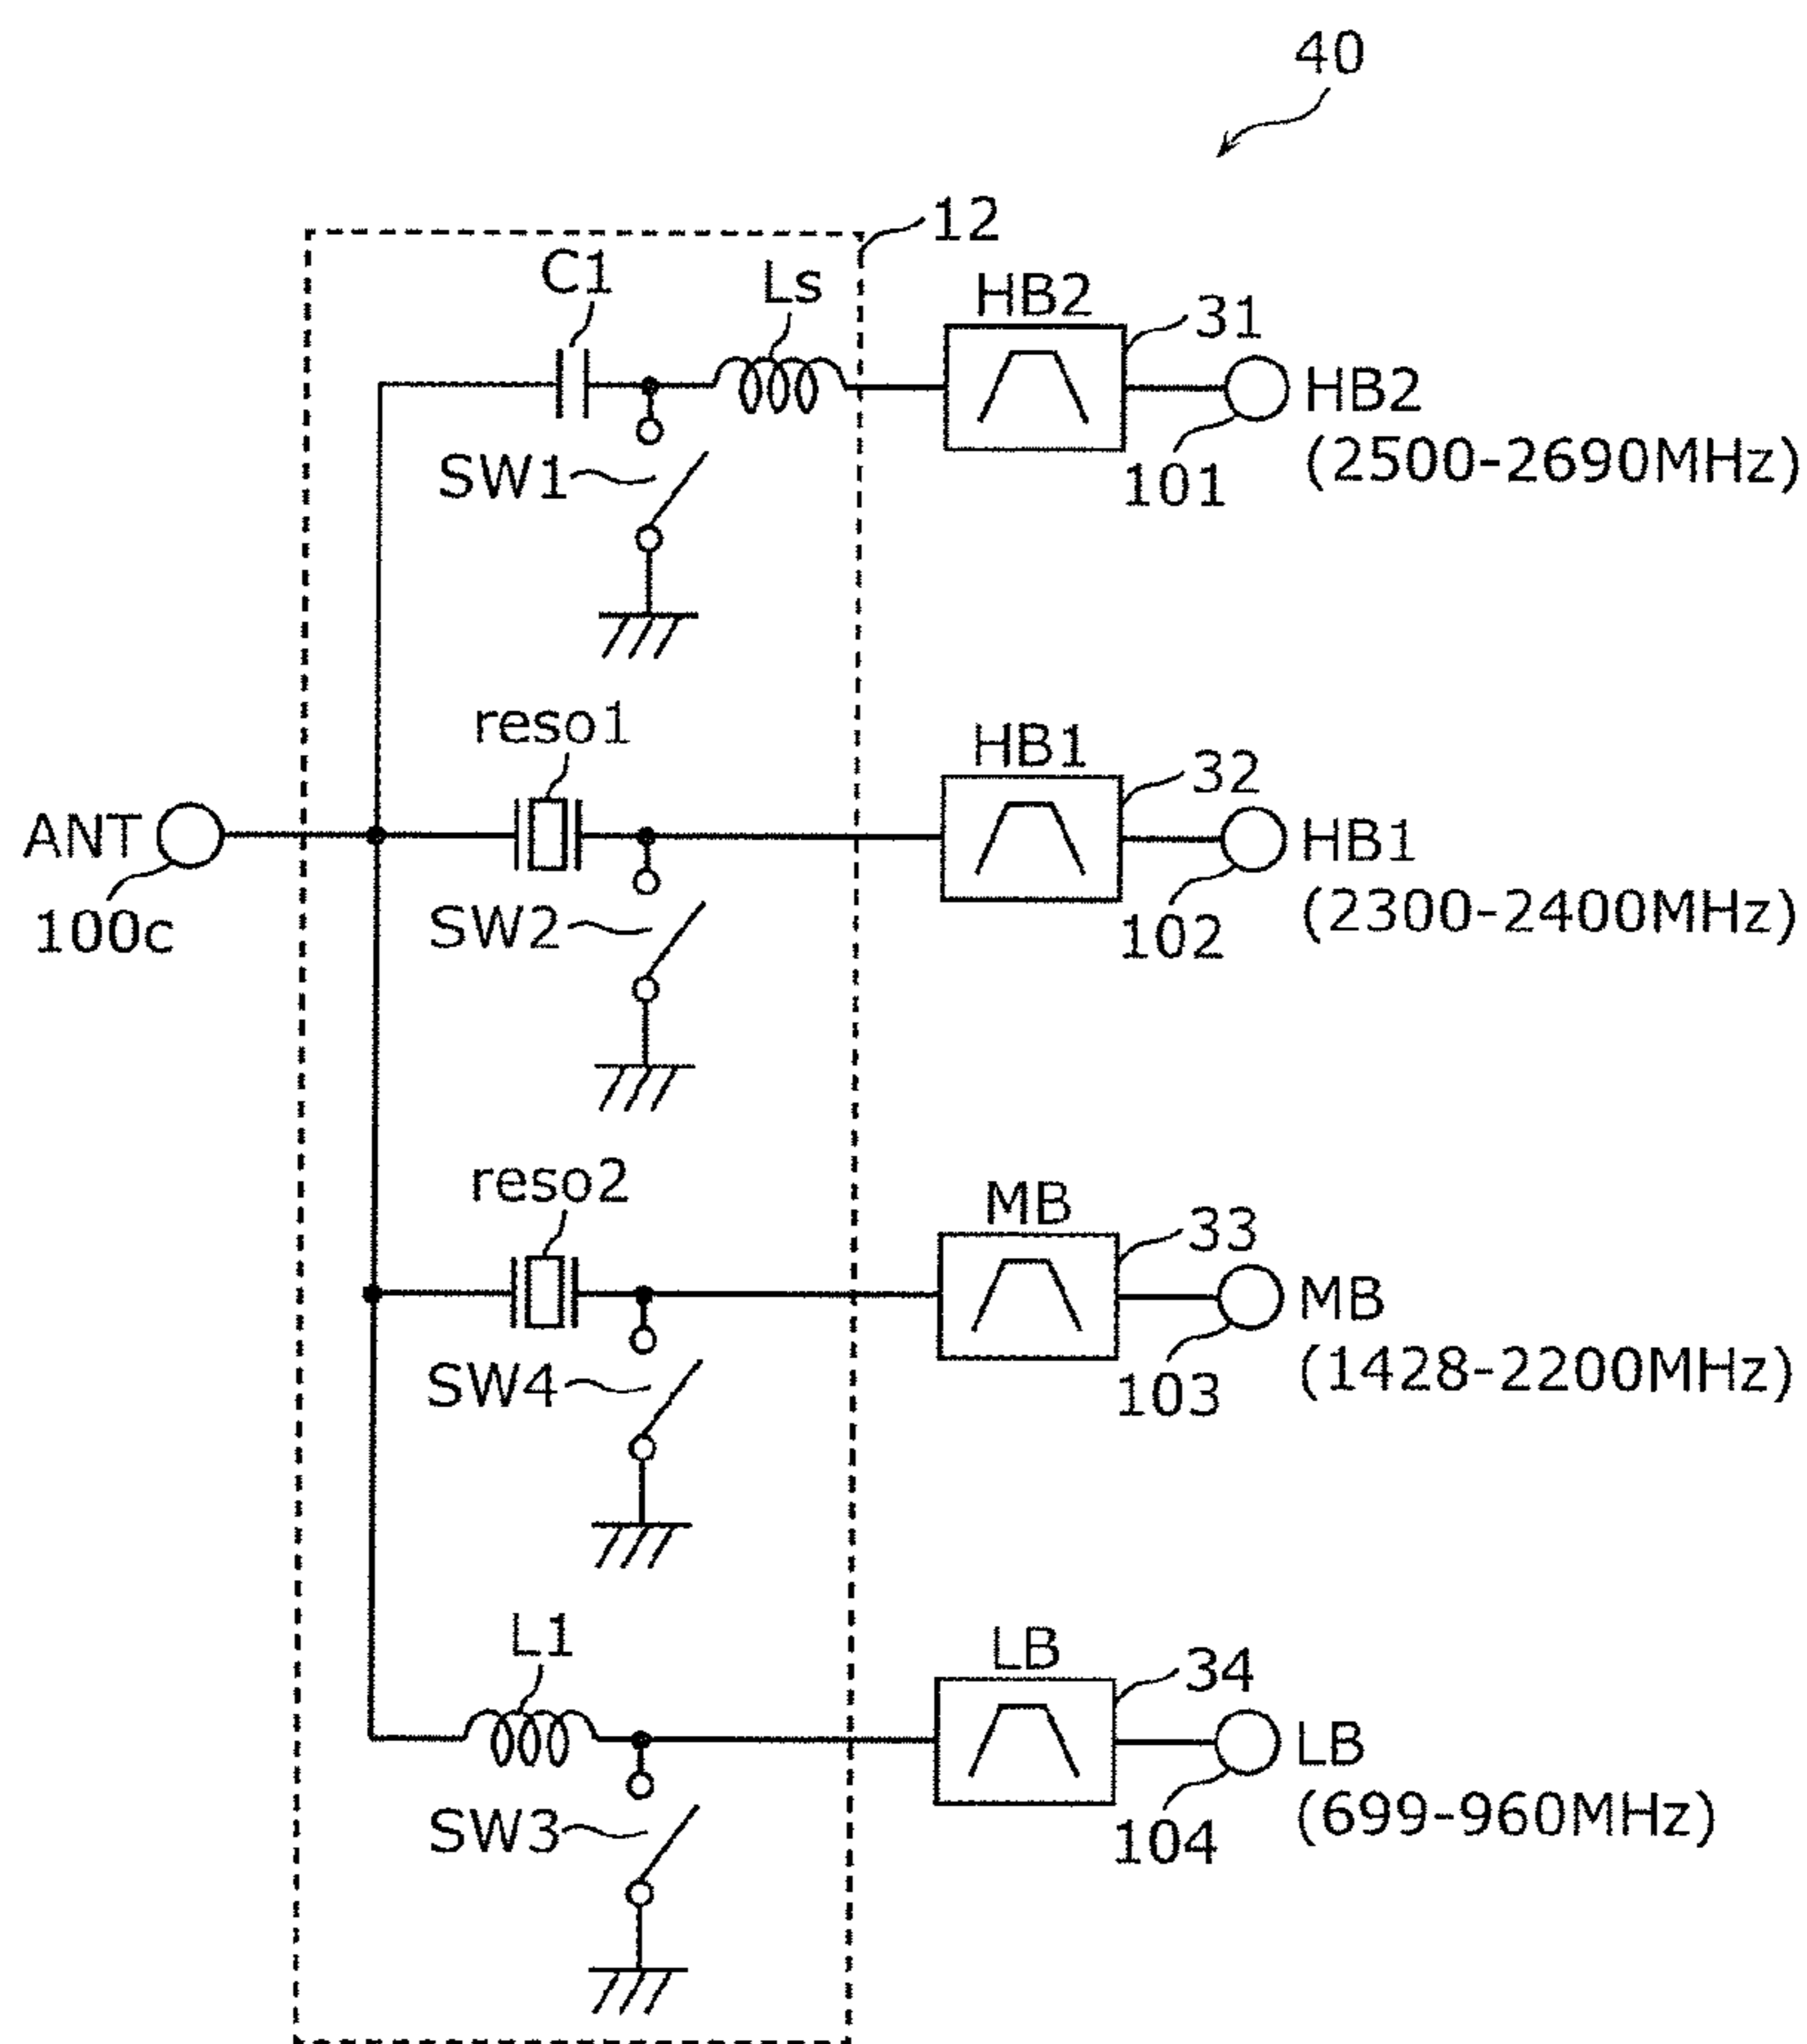 40
12
C1
Ls
HB2
31
HB2
(2500-2690MHz)
SW1
101
reso1
HB1
32
ANT
HB1
(2300-2400MHz)
100c
SW2
102
reso2
MB
33
MB
(1428-2200MHz)
SW4
103
L1
LB
34
LB
(699-960MHz)
SW3
104